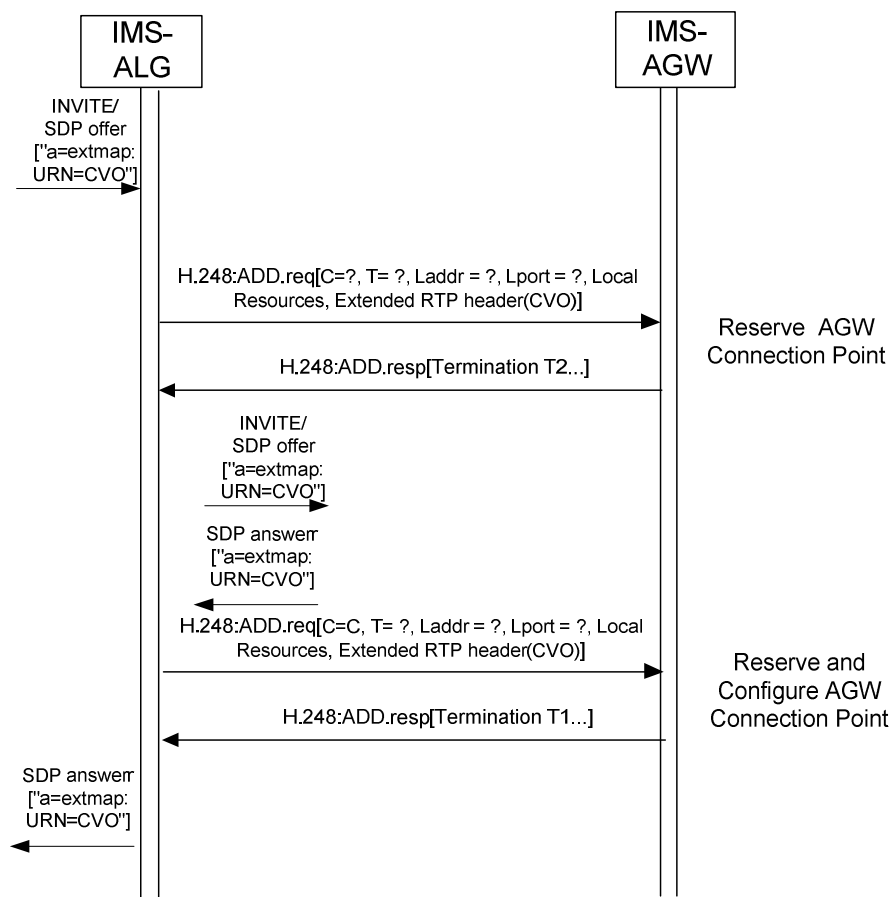 IMS-
ALG
IMS-
AGW
INVITE/
SDP offer
["a=extmap:
URN=CVO"]
H.248:ADD.req[C=?, T= ?, Laddr = ?, Lport = ?, Local
Resources, Extended RTP header(CVO)]
Reserve AGW
Connection Point
H.248:ADD.resp[Termination T2...]
INVITE/
SDP offer
["a=extmap:
URN=CVO"]
SDP answerr
["a=extmap:
URN=CVO"]
H.248:ADD.req[C=C, T= ?, Laddr = ?, Lport = ?, Local
Resources, Extended RTP header(CVO)]
Reserve and
Configure AGW
Connection Point
H.248:ADD.resp[Termination T1...]
SDP answerr
["a=extmap:
URN=CVO"]